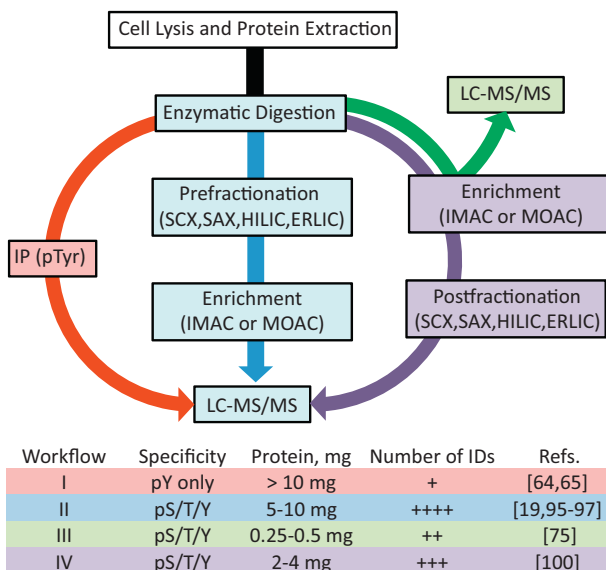 Cell Lysis and Protein Extraction
LC-MS/MS
Enzymatic Digestion
Prefractionation
(SCX,SAX,HILIC,ERLIC)
Enrichment
(IMAC or MOAC)
IP (pTyr)
Enrichment
(IMAC or MOAC)
Postfractionation
(SCX,SAX,HILIC,ERLIC)
LC-MS/MS
Workflow Specificity Protein, mg Number of IDs Refs.
I pY only > 10 mg + [64,65]
II pS/T/Y 5-10 mg ++++ [19,95-97]
III pS/T/Y 0.25-0.5 mg ++ [75]
IV pS/T/Y 2-4 mg +++ [100]